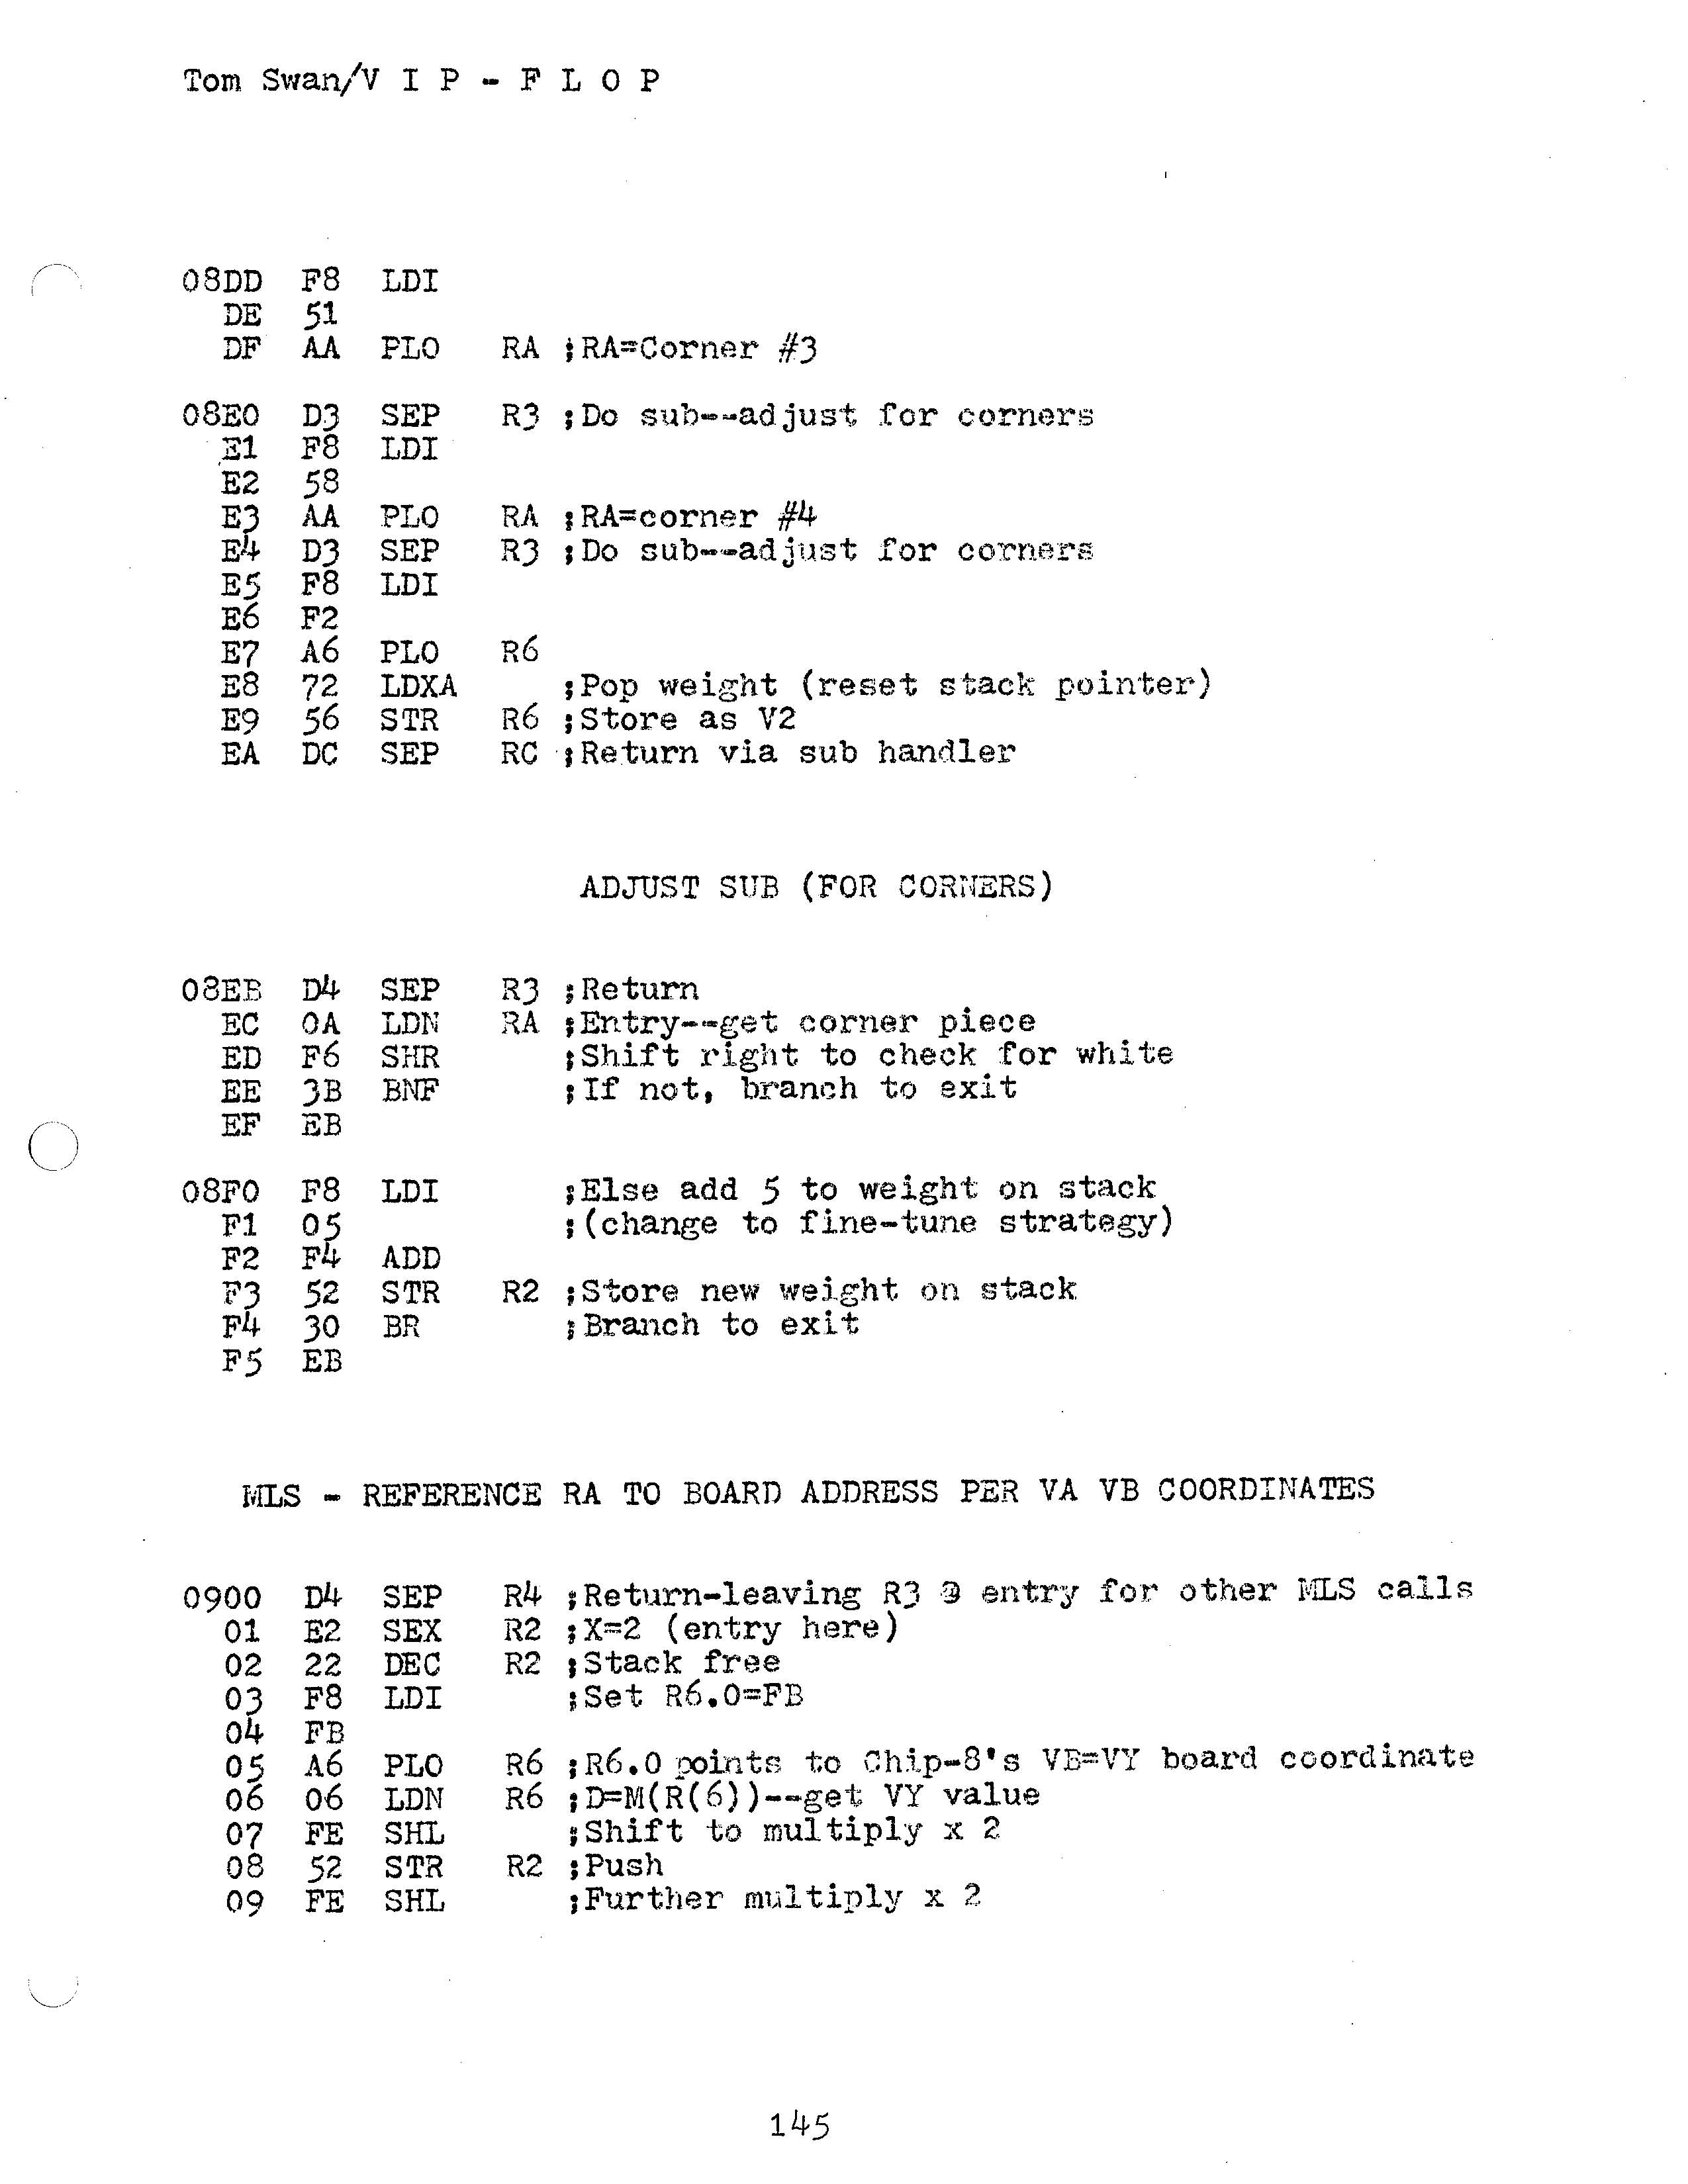 Tom Swan/V I P - F L O P
08DD F8 LDI
DE 51
DF AA PLO RA ;RA=Corner #3
08E0 D3 SEP R3 ;Do sub--adjust for corners
E1 F8 LDI
E2 58
E3 AA PLO RA ;RA=corner #4
E4 D3 SEP R3 ;Do sub--adjust for corners
E5 F8 LDI
E6 F2
E7 A6 PLO R6
E8 72 LDXA ;Pop weight (reset stack pointer)
E9 56 STR R6 ;Store as V2
EA DC SEP RC ;Return via sub handler
ADJUST SUB (FOR CORNERS)
08EB D4 SEP R3 ;Return
EC 0A LDN RA ;Entry--get corner piece
ED F6 SHR ;Shift right to check for white
EE 3B BNF ;If not, branch to exit
EF EB
08F0 F8 LDI ;Else add 5 to weight on stack
F1 05 ;(change to fine-tune strategy)
F2 F4 ADD
F3 52 STR R2 ;Store new weight on stack
F4 30 BR ;Branch to exit
F5 EB
MLS - REFERENCE RA TO BOARD ADDRESS PER VA VB COORDINATES
0900 D4 SEP R4 ;Return-leaving R3 @ entry for other MLS calls
01 E2 SEX R2 ;X=2 (entry here)
02 22 DEC R2 ;Stack free
03 F8 LDI ;Set R6.0=FB
04 FB
05 A6 PLO R6 ;R6.0 points to Chip-8's VB=VY board coordinate
06 06 LDN R6 ;D=M(R(6))--get VY value
07 FE SHL ;Shift to multiply x 2
08 52 STR R2 ;Push
09 FE SHL ;Further multiply x 2
145